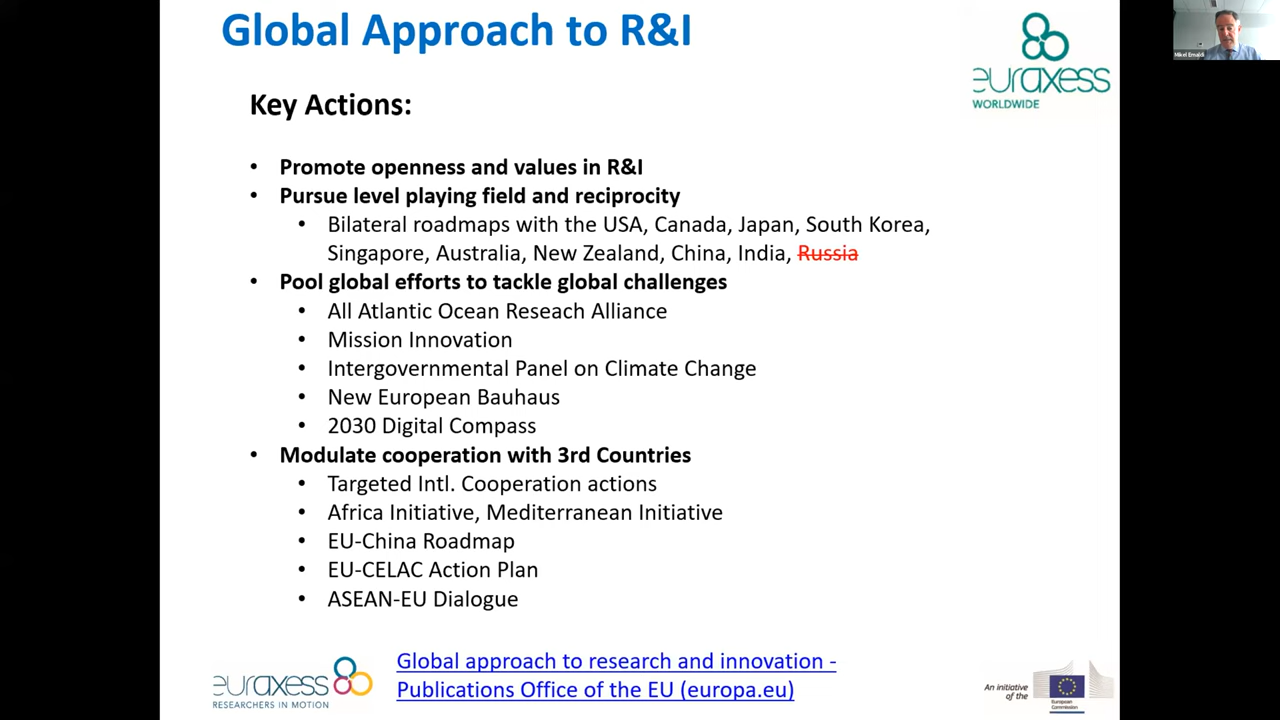 Global Approach to R&I
euraxess
WORLDWIDE
Mikel Emaldi
Key Actions:
• Promote openness and values in R&I
• Pursue level playing field and reciprocity
• Bilateral roadmaps with the USA, Canada, Japan, South Korea,
Singapore, Australia, New Zealand, China, India, Russia
• Pool global efforts to tackle global challenges
• All Atlantic Ocean Reseach Alliance
• Mission Innovation
• Intergovernmental Panel on Climate Change
• New European Bauhaus
• 2030 Digital Compass
• Modulate cooperation with 3rd Countries
• Targeted Intl. Cooperation actions
• Africa Initiative, Mediterranean Initiative
• EU-China Roadmap
• EU-CELAC Action Plan
• ASEAN-EU Dialogue
euraxess
RESEARCHERS IN MOTION
Global approach to research and innovation -
Publications Office of the EU (europa.eu)
An initiative
of the
European
Commission